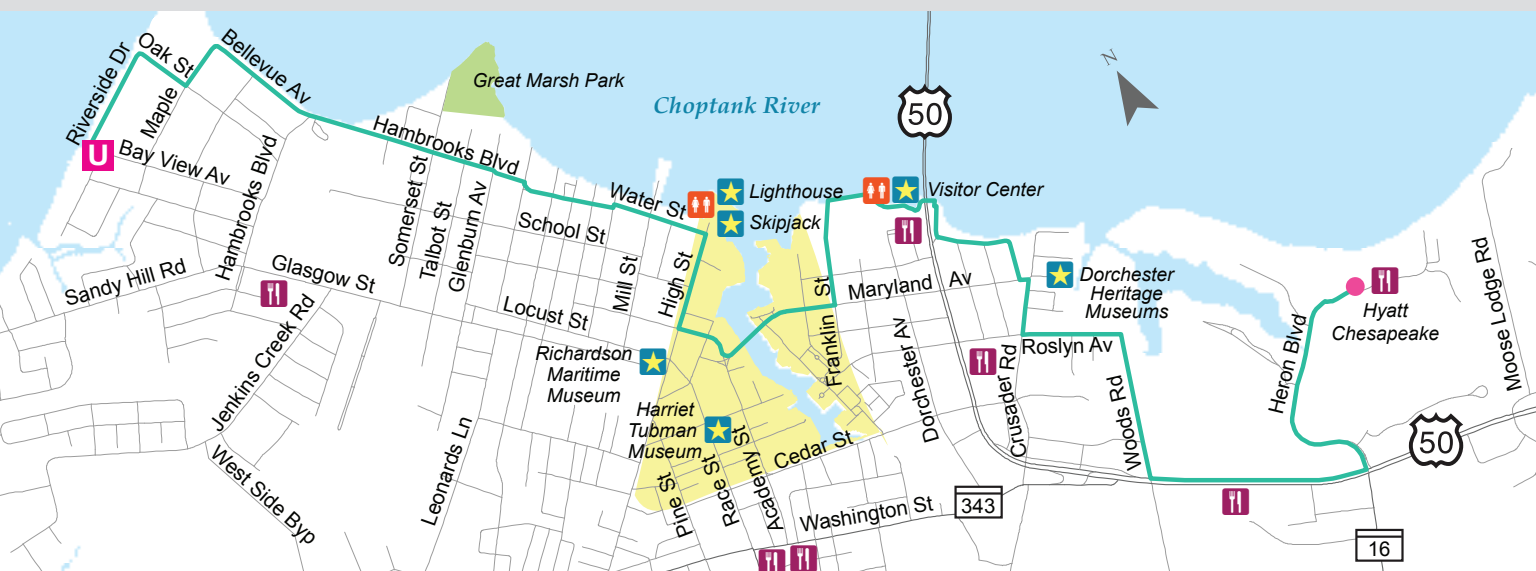 Riverside Dr
Oak St
Bellevue Av
Maple
U
Bay View Av
Hambrooks Blvd
Great Marsh Park
Choptank River
50
N
Hambrooks Blvd
Somerset St
Talbot St
Glenburn Av
School St
Water St
Lighthouse
Skipjack
Visitor Center
Sandy Hill Rd
Glasgow St
Jenkins Creek Rd
Locust St
Mill St
High St
Franklin St
Maryland Av
Dorchester
Heritage
Museums
Hyatt
Chesapeake
Moose Lodge Rd
Richardson
Maritime
Museum
Harriet
Tubman
Museum
Dorchester Av
Crusader Rd
Roslyn Av
Woods Rd
Heron Blvd
50
West Side Byp
Leonards Ln
Pine St
Race St
Academy St
Cedar St
Washington St
343
16